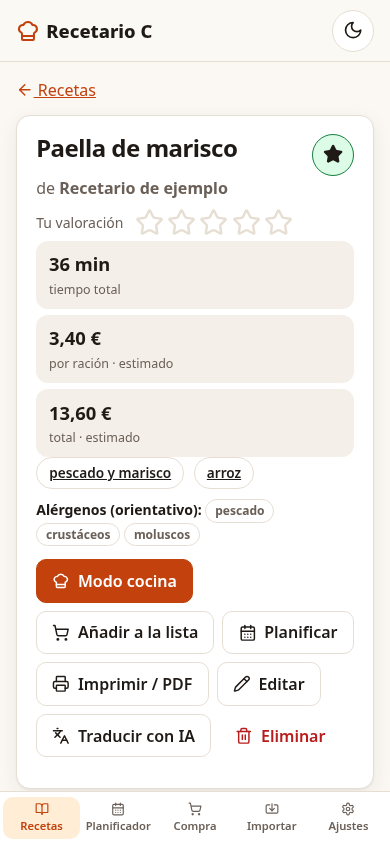 Recetario C
← Recetas
Paella de marisco
de Recetario de ejemplo
Tu valoración
36 min
tiempo total
3,40 €
por ración · estimado
13,60 €
total · estimado
pescado y marisco arroz
Alérgenos (orientativo): pescado
crustáceos moluscos
Modo cocina
Añadir a la lista Planificar
Imprimir / PDF Editar
Traducir con IA Eliminar
Recetas Planificador Compra Importar Ajustes